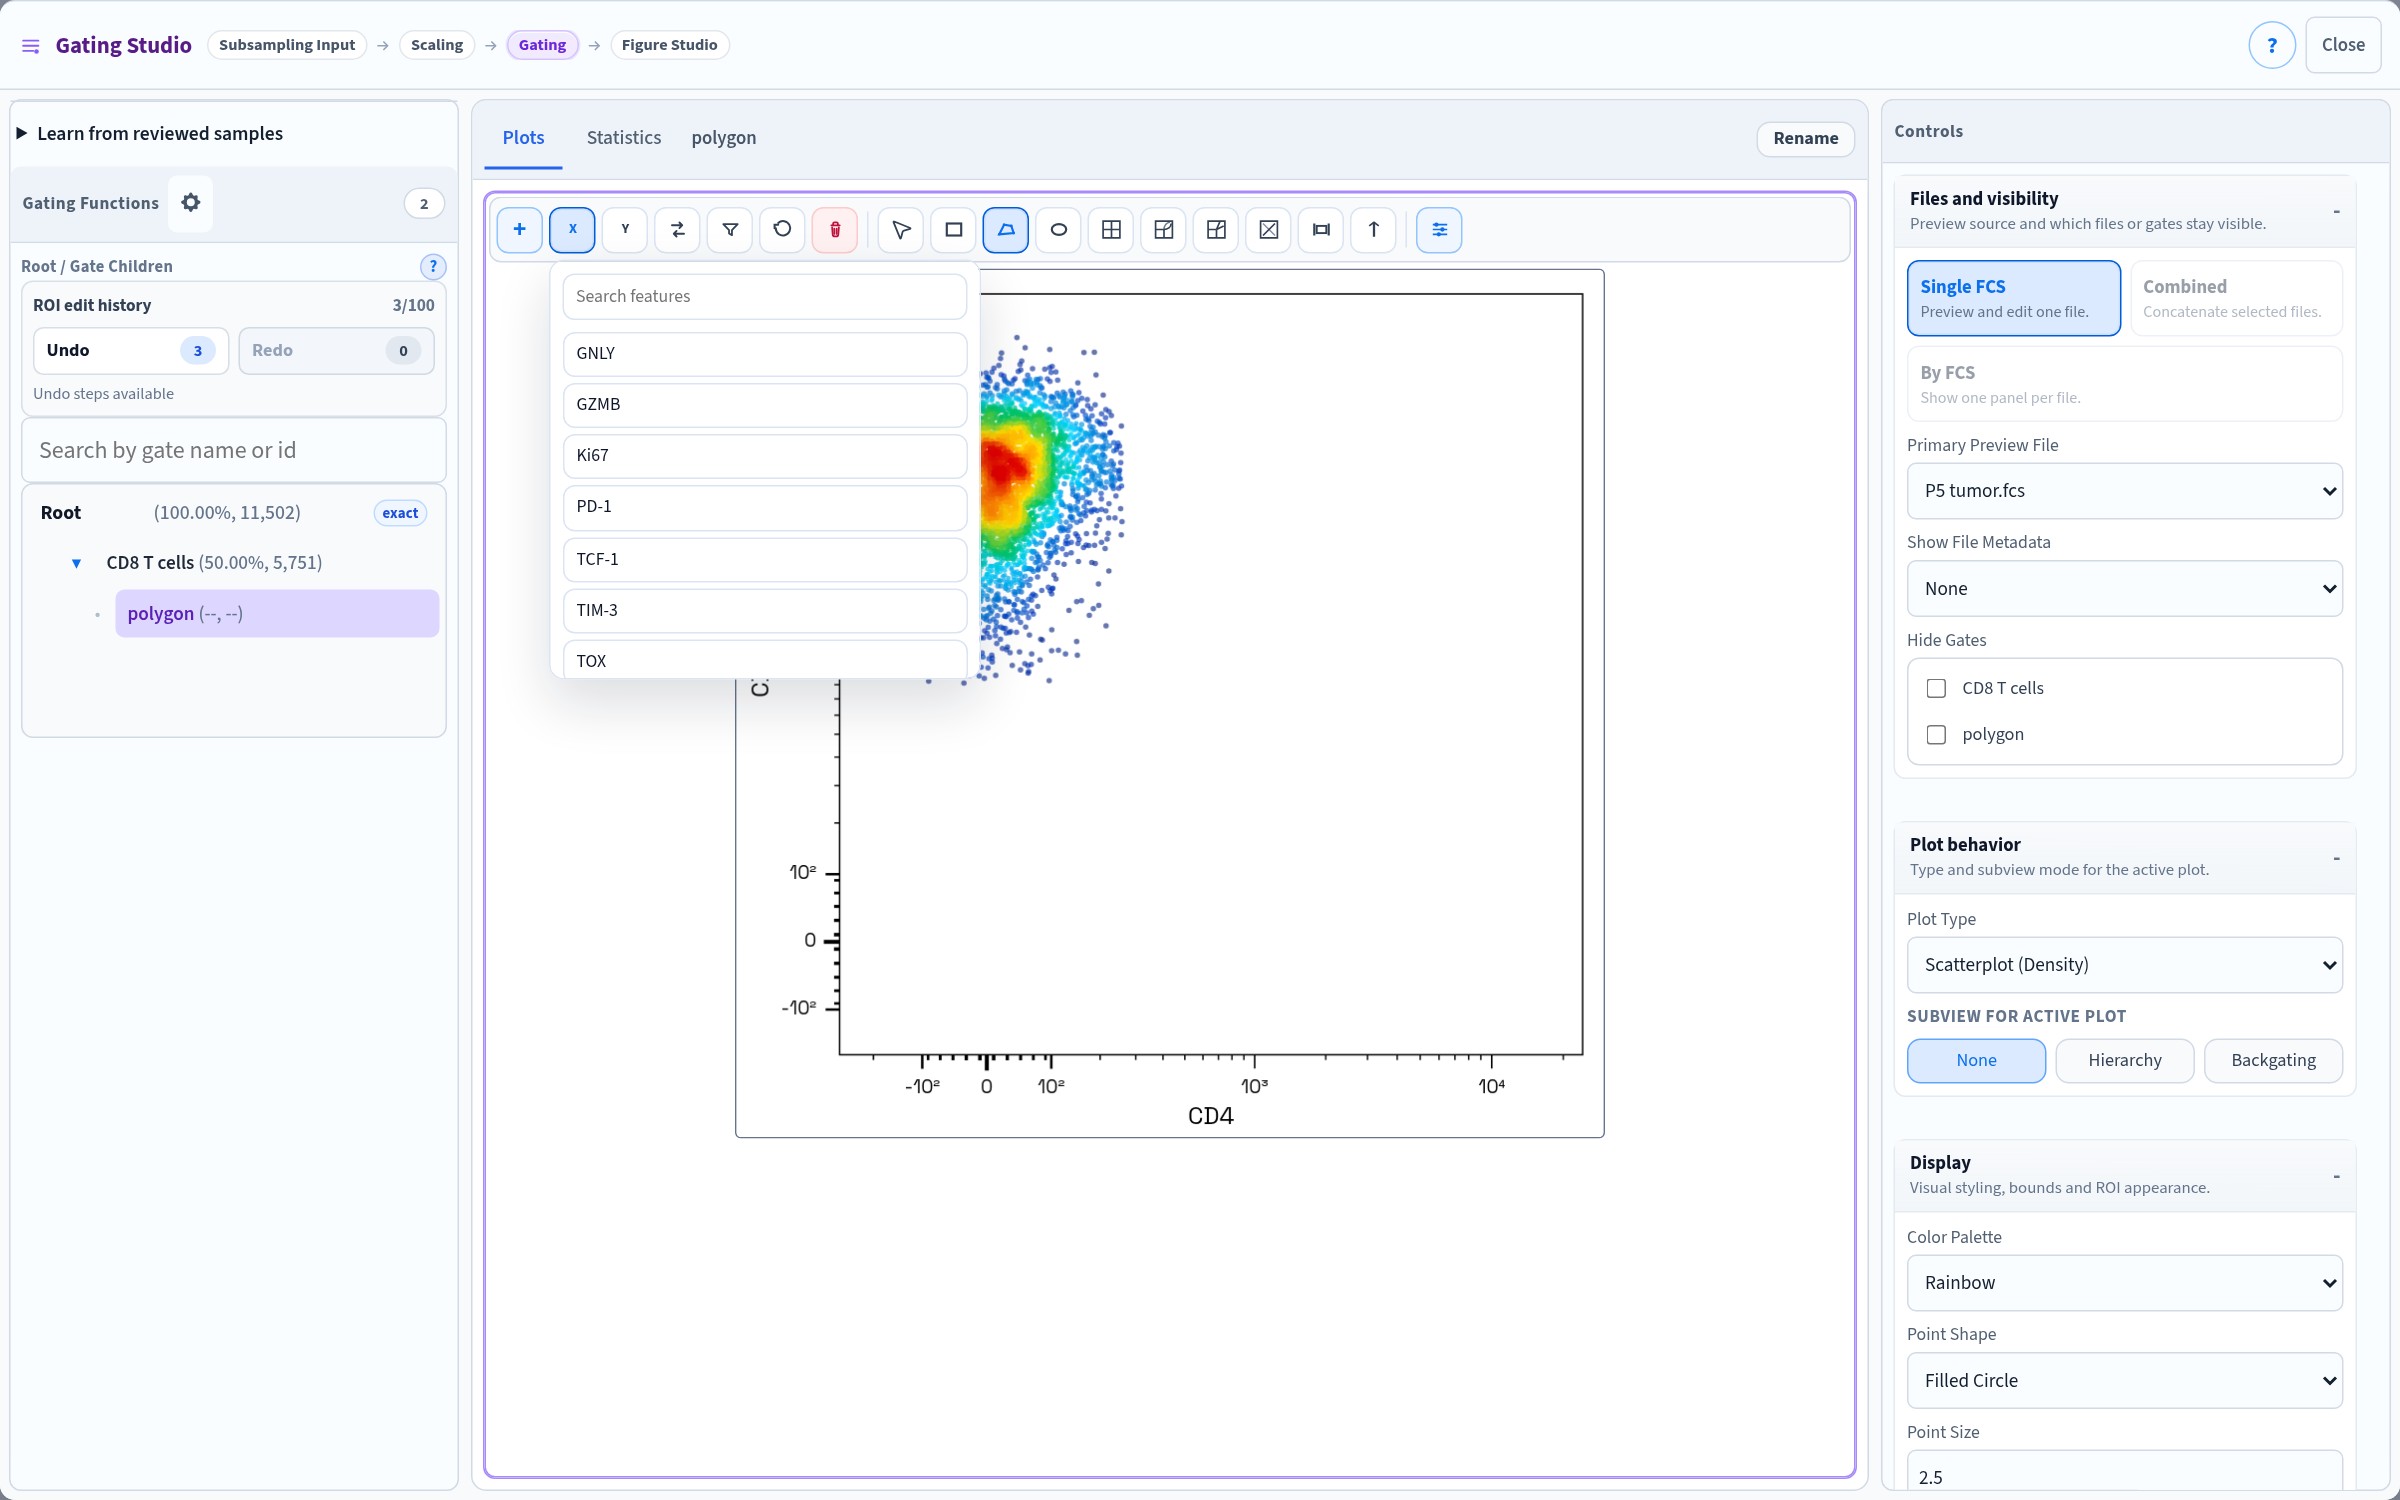 Gating Studio
Subsampling Input → Scaling → Gating → Figure Studio
? Close
Learn from reviewed samples
Gating Functions 2
Root / Gate Children ?
ROI edit history 3/100
Undo 3 Redo 0
Undo steps available
Search by gate name or id
Root (100.00%, 11,502) exact
CD8 T cells (50.00%, 5,751)
polygon (--, --)
Plots Statistics polygon Rename
+ X Y
Search features
GNLY
GZMB
Ki67
PD-1
TCF-1
TIM-3
TOX
10²
0
-10²
-10² 0 10² 10³ 10⁴
CD4
Controls
Files and visibility -
Preview source and which files or gates stay visible.
Single FCS
Preview and edit one file.
Combined
Concatenate selected files.
By FCS
Show one panel per file.
Primary Preview File
P5 tumor.fcs
Show File Metadata
None
Hide Gates
CD8 T cells
polygon
Plot behavior -
Type and subview mode for the active plot.
Plot Type
Scatterplot (Density)
SUBVIEW FOR ACTIVE PLOT
None Hierarchy Backgating
Display -
Visual styling, bounds and ROI appearance.
Color Palette
Rainbow
Point Shape
Filled Circle
Point Size
2.5